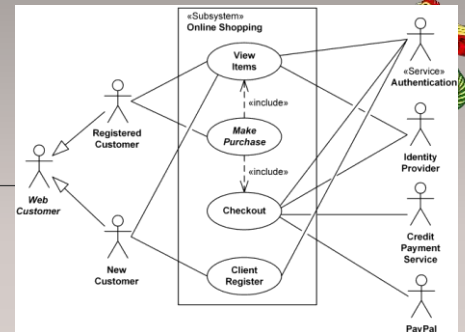 «Subsystem»
Online Shopping
View
Items
«Service»
Authentication
«include»
Registered
Customer
Make
Purchase
Identity
Provider
«include»
Web
Customer
Checkout
Credit
Payment
Service
New
Customer
Client
Register
PayPal